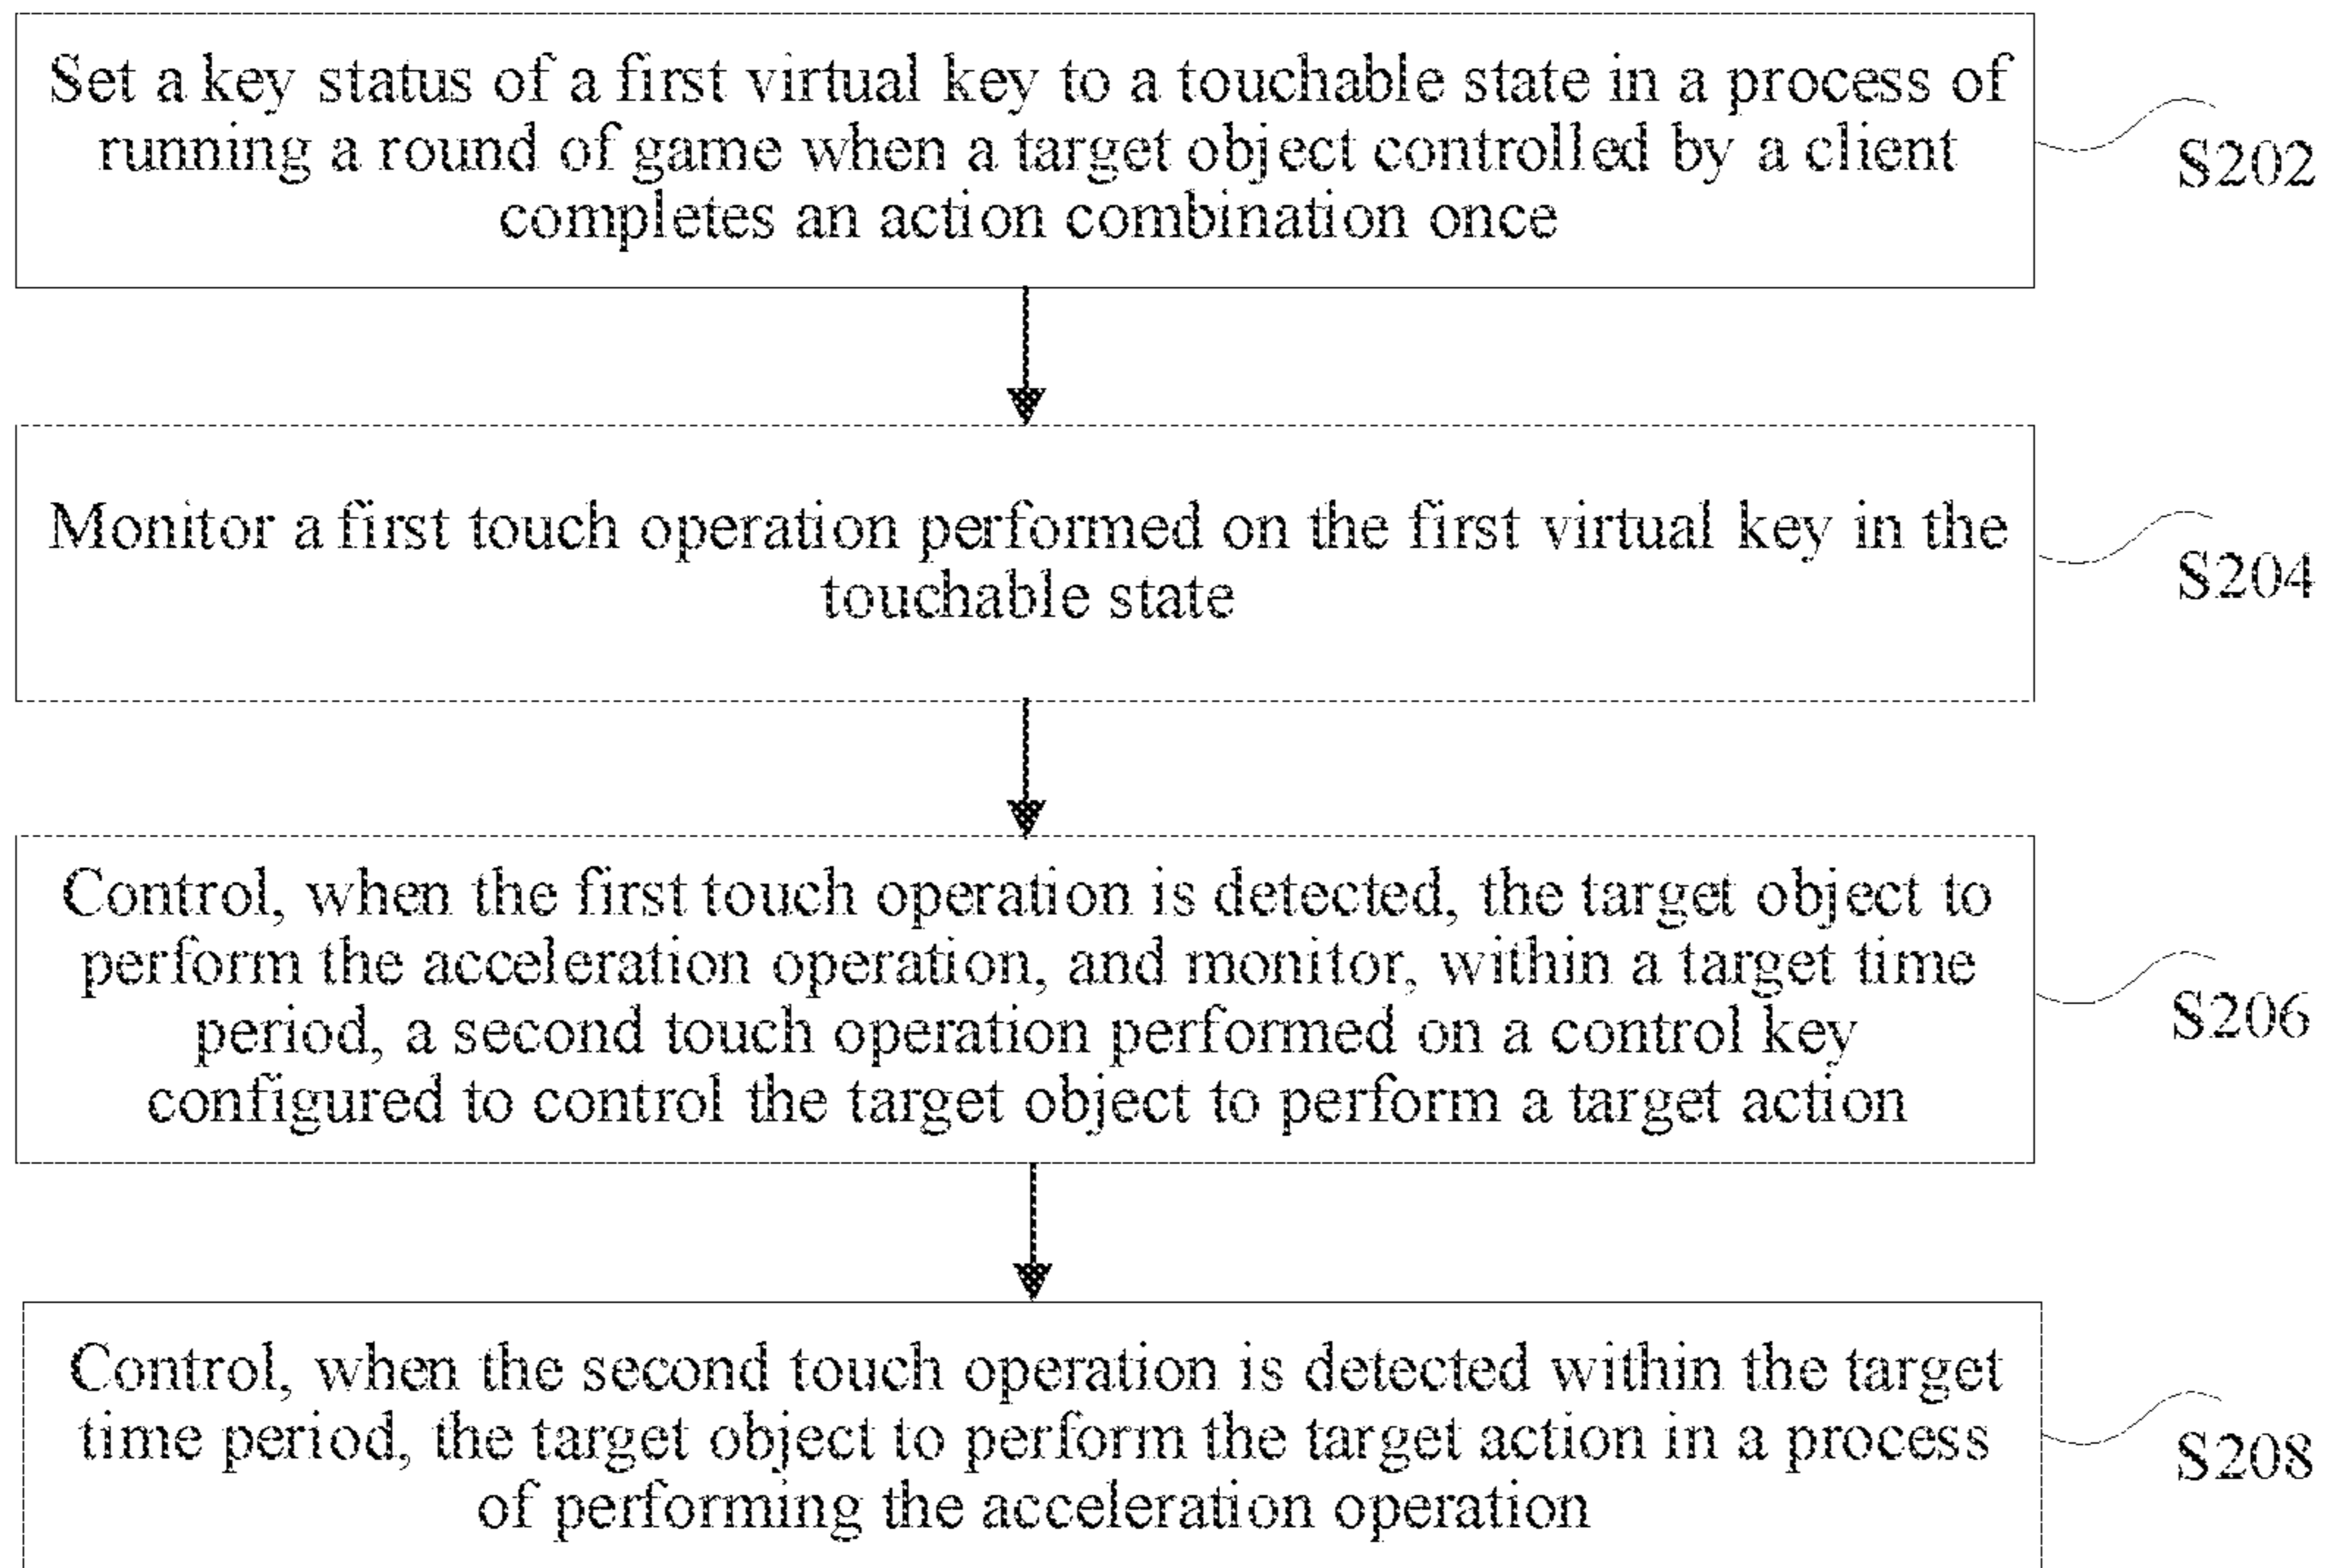 Set a key status of a first virtual key to a touchable state in a process of
running a round of game when a target object controlled by a client
completes an action combination once
S202
Monitor a first touch operation performed on the first virtual key in the
touchable state
S204
Control, when the first touch operation is detected, the target object to
perform the acceleration operation, and monitor, within a target time
period, a second touch operation performed on a control key
configured to control the target object to perform a target action
S206
Control, when the second touch operation is detected within the target
time period, the target object to perform the target action in a process
of performing the acceleration operation
S208